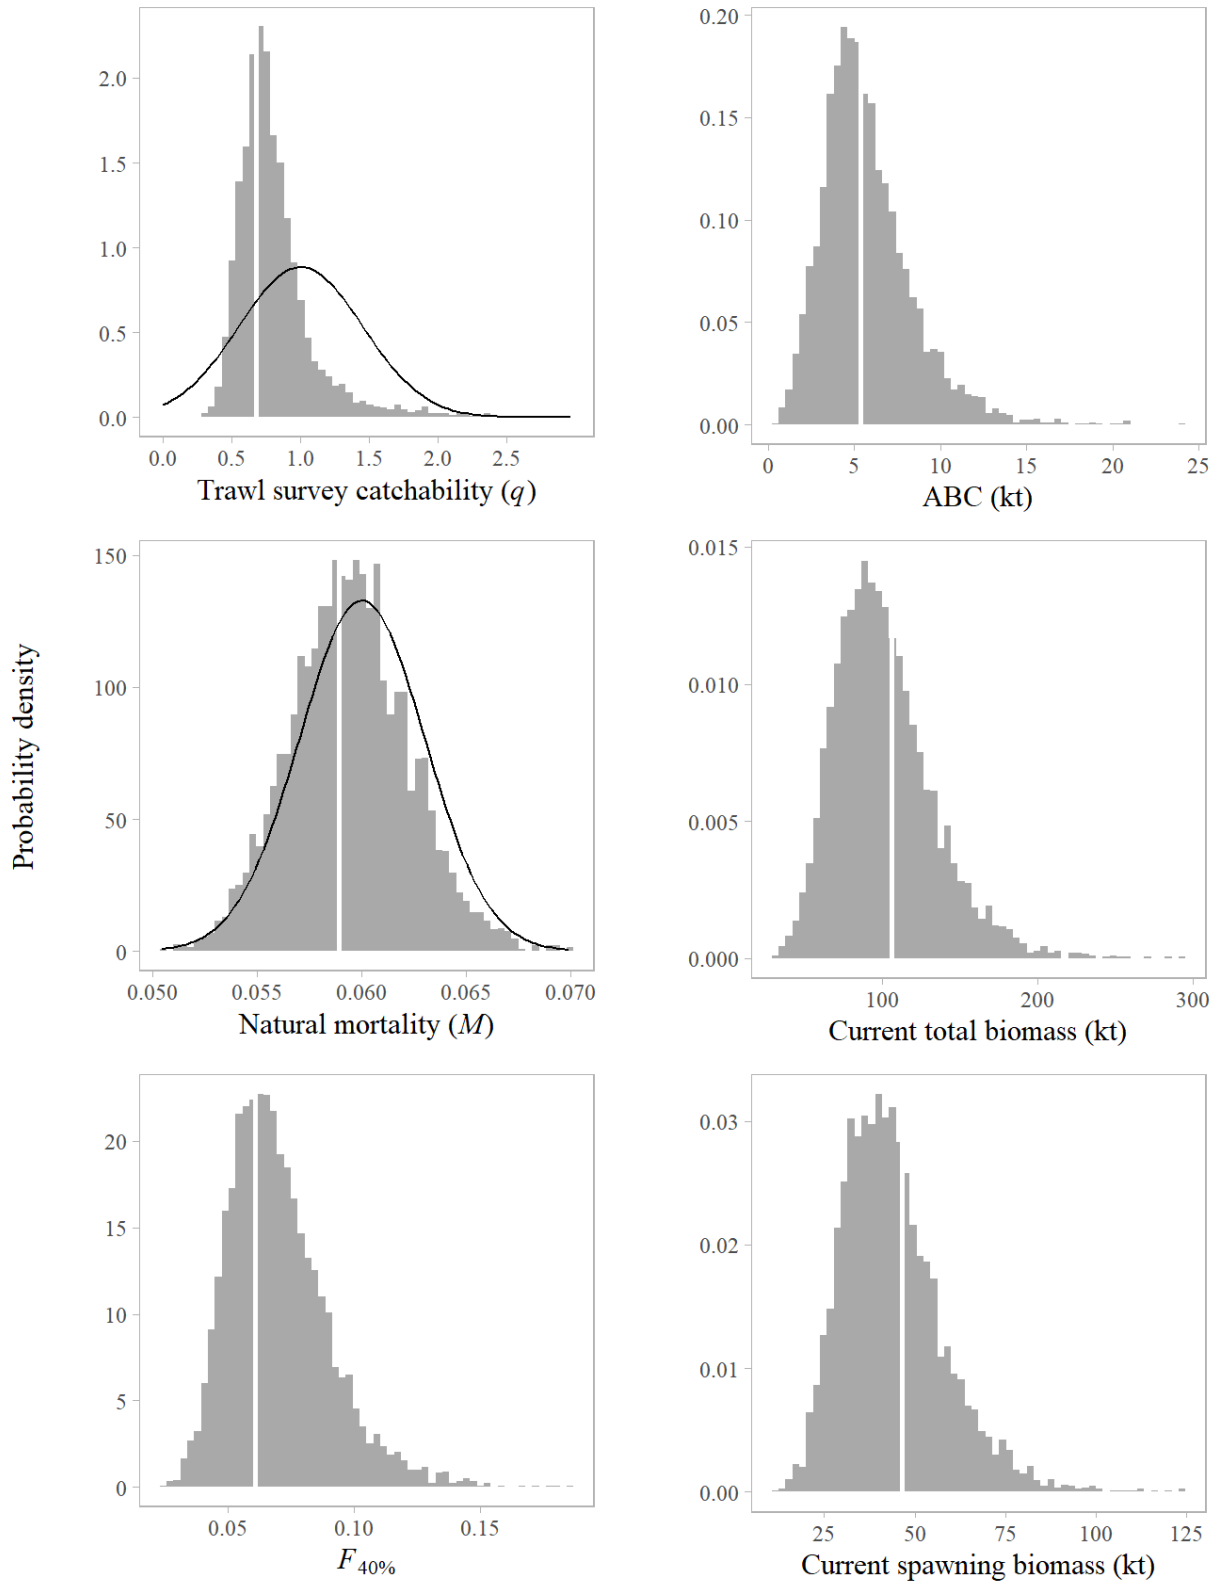 Probability density
2.0
1.5
1.0
0.5
0.0
0.0 0.5 1.0 1.5 2.0 2.5
Trawl survey catchability (q)
0.20
0.15
0.10
0.05
0.00
0 5 10 15 20 25
ABC (kt)
150
100
50
0
0.050 0.055 0.060 0.065 0.070
Natural mortality (M)
0.015
0.010
0.005
0.000
100 200 300
Current total biomass (kt)
20
15
10
5
0
0.05 0.10 0.15
F40%
0.03
0.02
0.01
0.00
25 50 75 100 125
Current spawning biomass (kt)